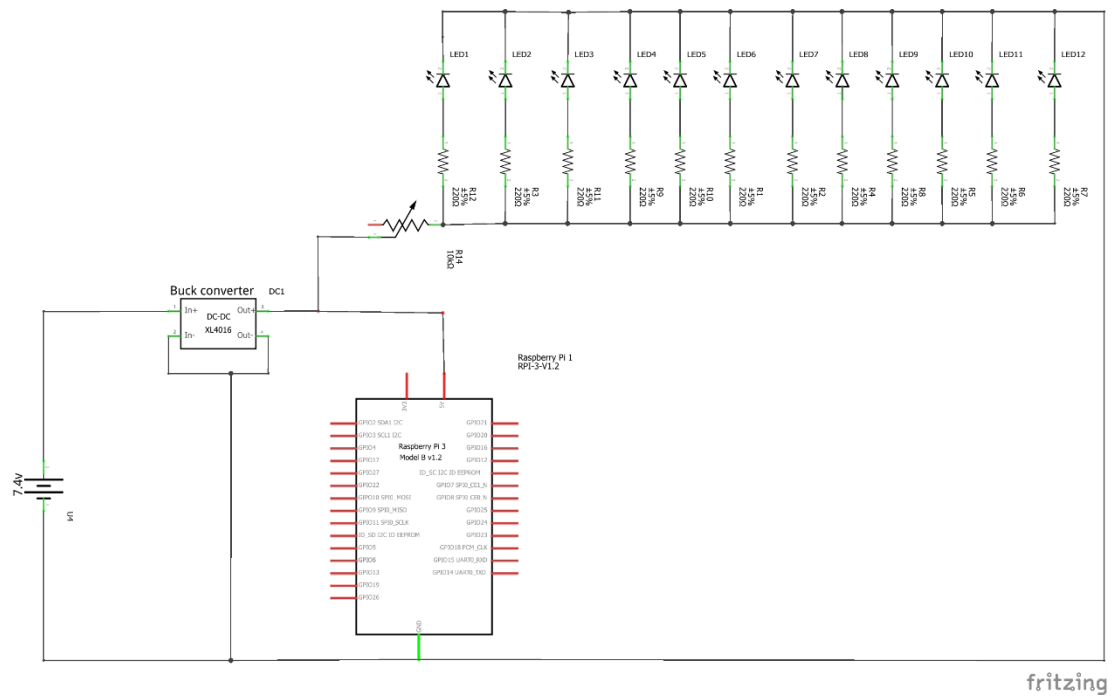 LED1
LED2
LED3
LED4
LED5
LED6
LED7
LED8
LED9
LED10
LED11
LED12
R12
±5%
220Ω
R3
±5%
220Ω
R11
±5%
220Ω
R9
±5%
220Ω
R10
±5%
220Ω
R1
±5%
220Ω
R2
±5%
220Ω
R4
±5%
220Ω
R8
±5%
220Ω
R5
±5%
220Ω
R6
±5%
220Ω
R7
±5%
220Ω
R14
10kΩ
Buck converter
DC1
In+
Out+
DC-DC
XL4016
In-
Out-
7.4v
Raspberry Pi 1
RPI-3-V1.2
3V3
5V
Raspberry Pi 3
Model B v1.2
GPIO2 SDA1 I2C
GPIO3 SCL1 I2C
GPIO4
GPIO17
GPIO27
GPIO22
GPIO10 SPI0_MOSI
GPIO9 SPI0_MISO
GPIO11 SPI0_SCLK
ID_SD I2C ID EEPROM
GPIO5
GPIO6
GPIO13
GPIO19
GPIO26
GPIO21
GPIO20
GPIO16
GPIO12
ID_SC I2C ID EEPROM
GPIO25
GPIO24
GPIO23
GPIO18 PCM_CLK
GPIO15 UART0_RXD
GPIO14 UART0_TXD
GND
fritzing